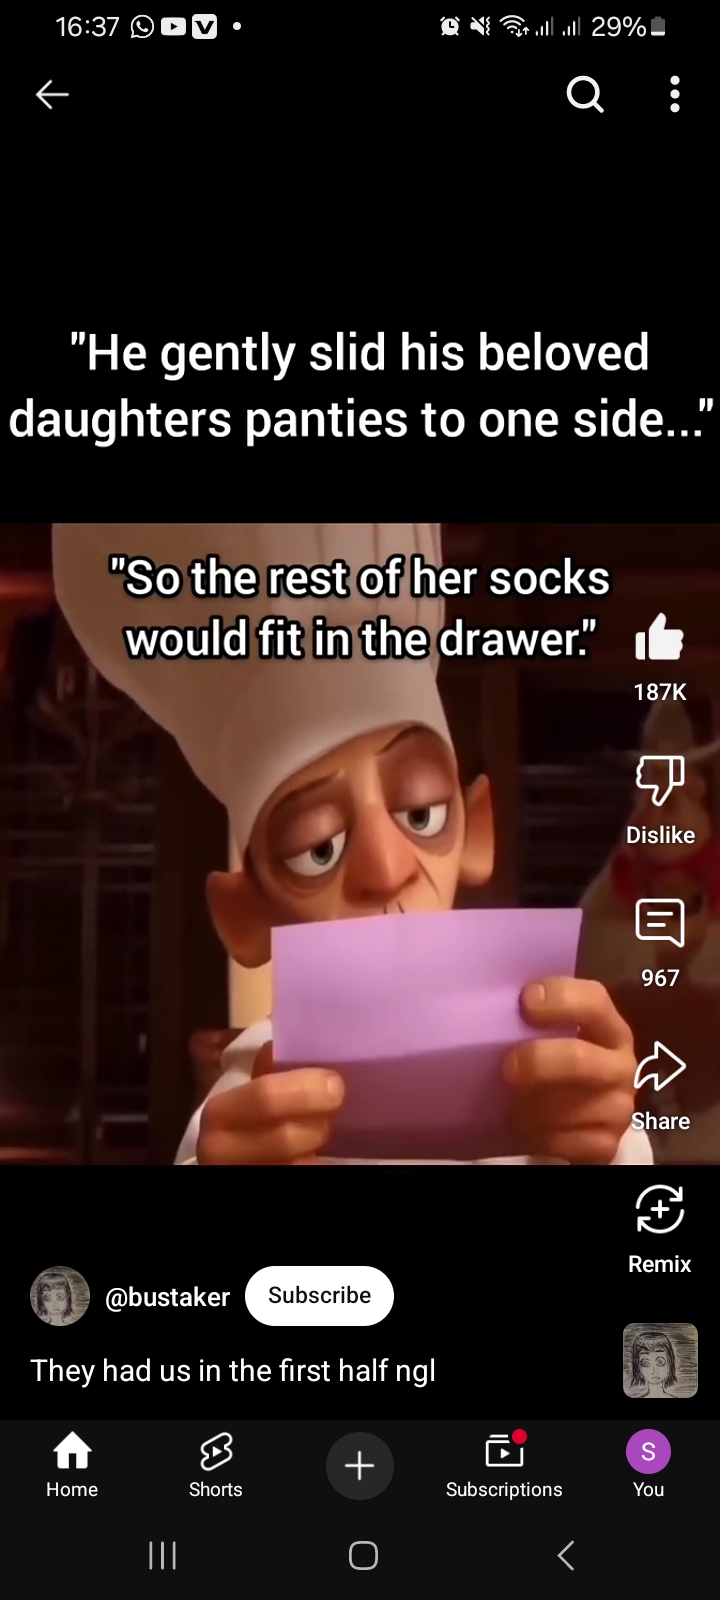 16:37
29%
"He gently slid his beloved
daughters panties to one side..."
"So the rest of her socks
would fit in the drawer."
187K
Dislike
967
Share
Remix
@bustaker
Subscribe
They had us in the first half ngl
Home
Shorts
Subscriptions
S
You